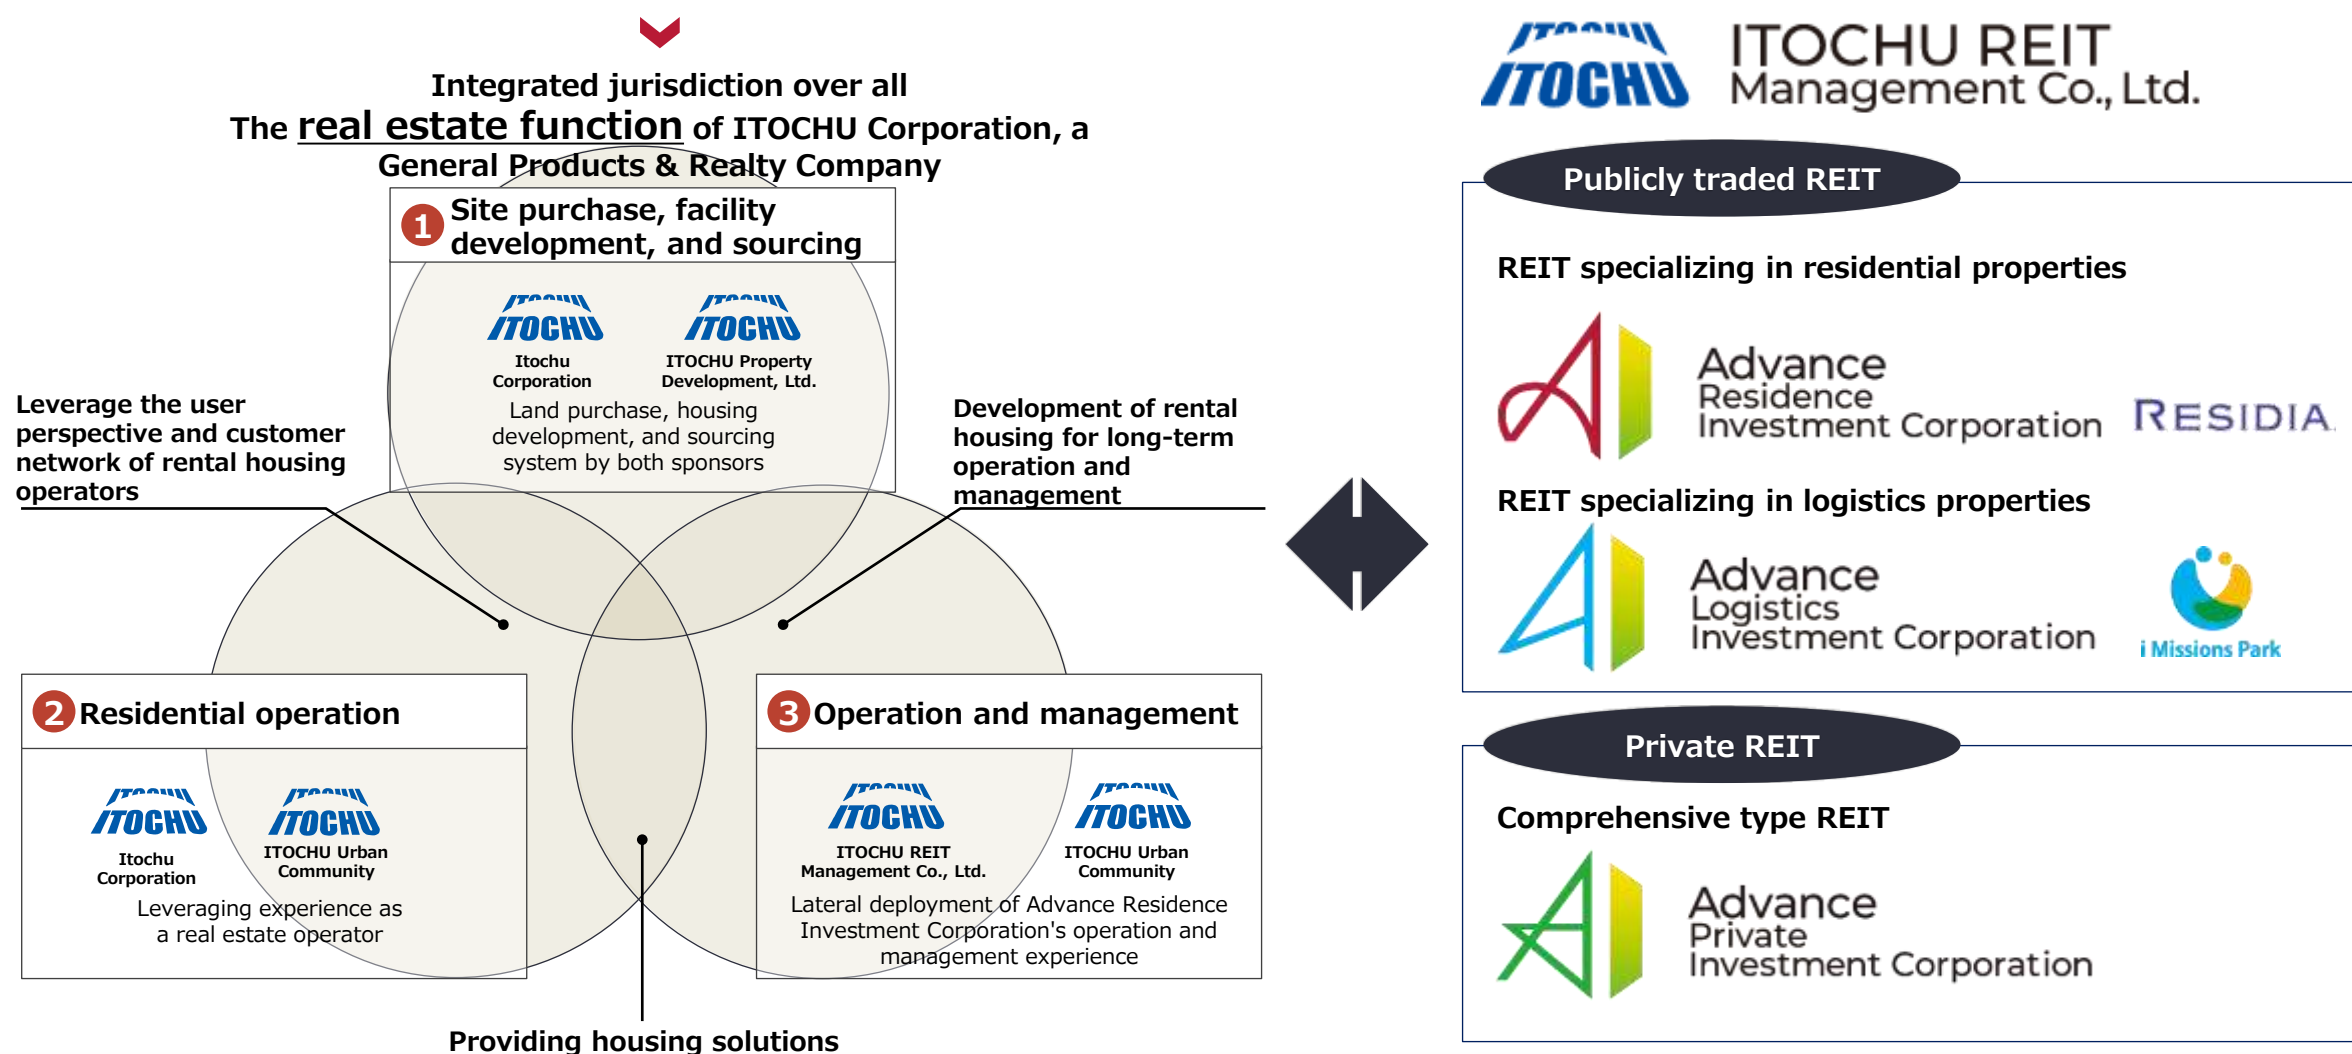 Integrated jurisdiction over all
The real estate function of ITOCHU Corporation, a
General Products & Realty Company
1 Site purchase, facility
development, and sourcing
ITOCHU
ITOCHU
Itochu
Corporation
ITOCHU Property
Development, Ltd.
Land purchase, housing
development, and sourcing
system by both sponsors
Leverage the user
perspective and customer
network of rental housing
operators
Development of rental
housing for long-term
operation and
management
2 Residential operation
ITOCHU
ITOCHU
Itochu
Corporation
ITOCHU Urban
Community
Leveraging experience as
a real estate operator
3 Operation and management
ITOCHU
ITOCHU
ITOCHU REIT
Management Co., Ltd.
ITOCHU Urban
Community
Lateral deployment of Advance Residence
Investment Corporation's operation and
management experience
Providing housing solutions
ITOCHU
ITOCHU REIT
Management Co., Ltd.
Publicly traded REIT
REIT specializing in residential properties
Advance
Residence
Investment Corporation
RESIDIA
REIT specializing in logistics properties
Advance
Logistics
Investment Corporation
i Missions Park
Private REIT
Comprehensive type REIT
Advance
Private
Investment Corporation